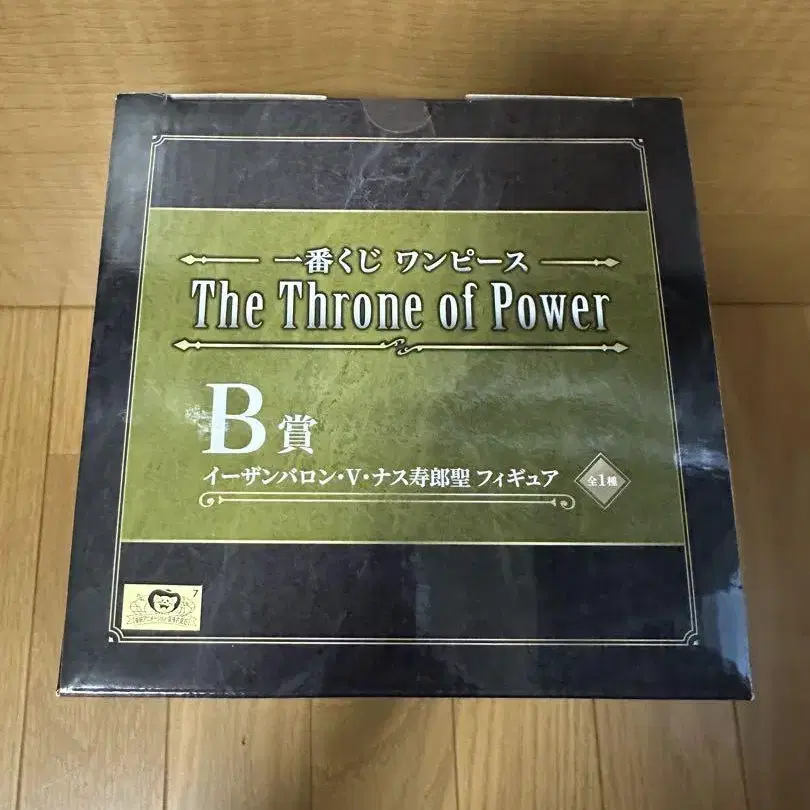 一番くじ ワンピース
The Throne of Power
B賞
イーザンバロン・V・ナス寿郎聖 フィギュア
全1種
7